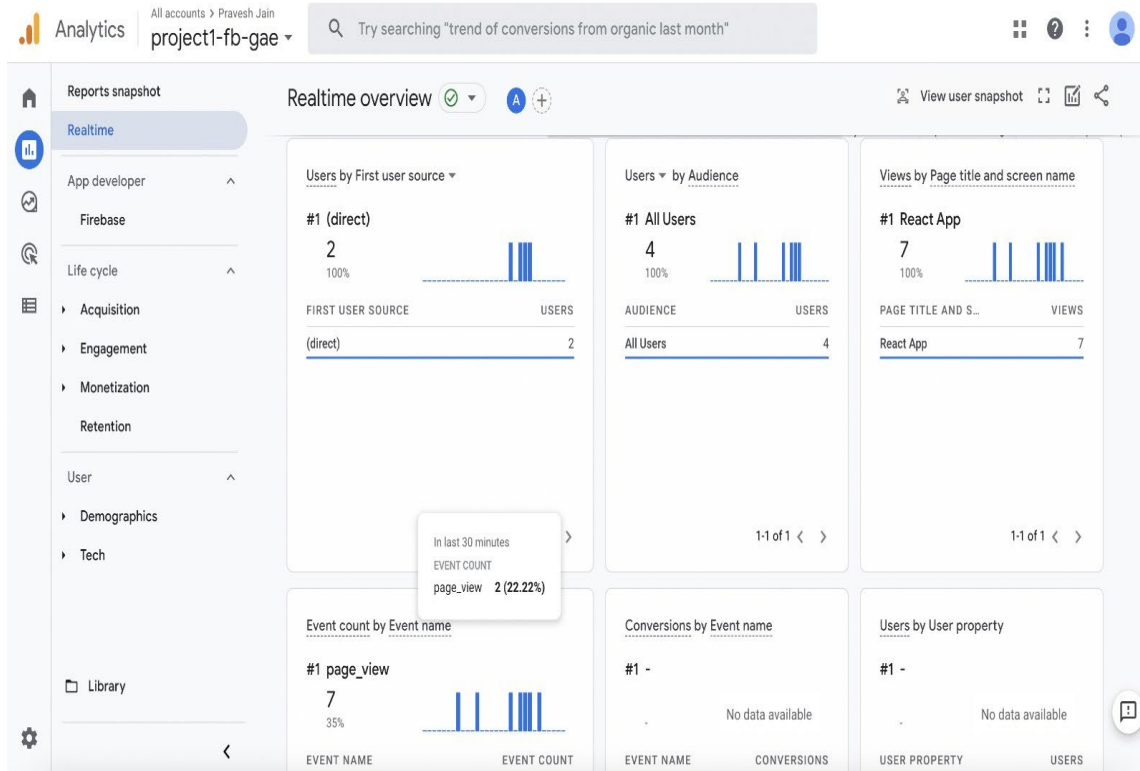 All accounts > Pravesh Jain
Analytics
project1-fb-gae
Try searching "trend of conversions from organic last month"
Reports snapshot
Realtime
App developer
Firebase
Life cycle
Acquisition
Engagement
Monetization
Retention
User
Demographics
Tech
Library
Realtime overview
A
View user snapshot
Users by First user source
#1 (direct)
2
100%
FIRST USER SOURCE USERS
(direct) 2
Users by Audience
#1 All Users
4
100%
AUDIENCE USERS
All Users 4
1-1 of 1
Views by Page title and screen name
#1 React App
7
100%
PAGE TITLE AND S... VIEWS
React App 7
1-1 of 1
In last 30 minutes
EVENT COUNT
page_view 2 (22.22%)
Event count by Event name
#1 page_view
7
35%
EVENT NAME EVENT COUNT
Conversions by Event name
#1 -
-
No data available
EVENT NAME CONVERSIONS
Users by User property
#1 -
-
No data available
USER PROPERTY USERS